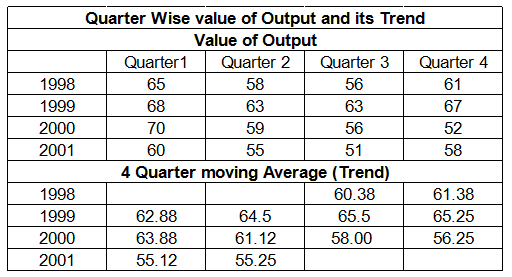 Quarter Wise value of Output and its Trend
Value of Output
Quarter1 Quarter 2 Quarter 3 Quarter 4
1998 65 58 56 61
1999 68 63 63 67
2000 70 59 56 52
2001 60 55 51 58
4 Quarter moving Average (Trend)
1998 60.38 61.38
1999 62.88 64.5 65.5 65.25
2000 63.88 61.12 58.00 56.25
2001 55.12 55.25